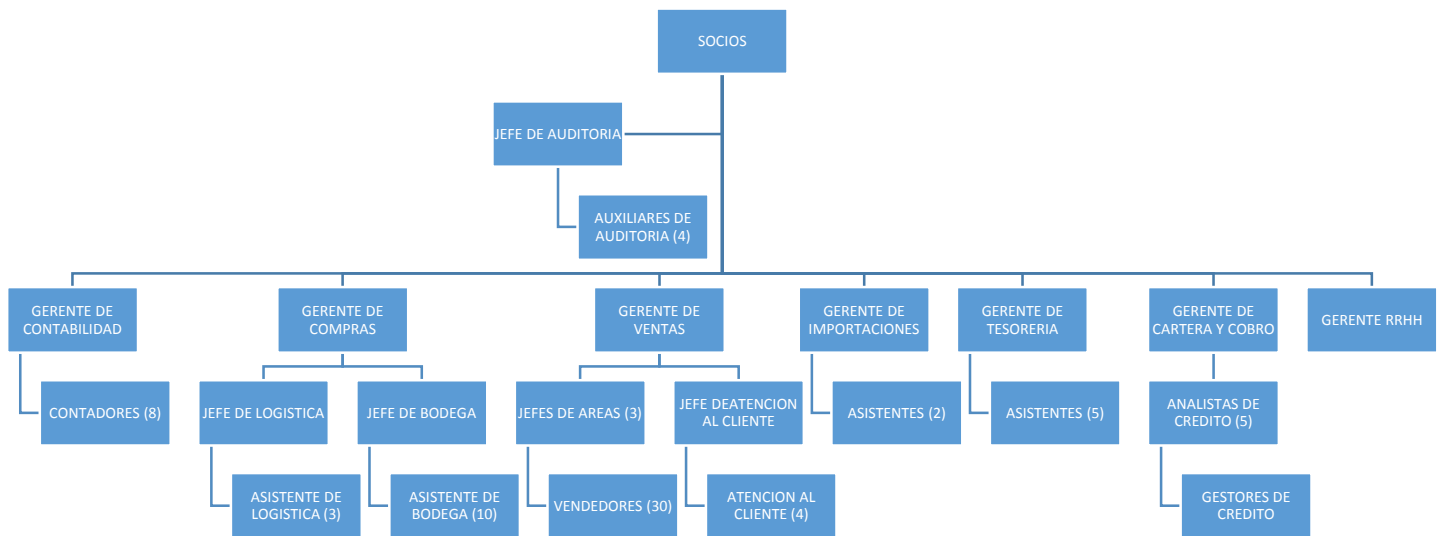 SOCIOS
JEFE DE AUDITORIA
AUXILIARES DE
AUDITORIA (4)
GERENTE DE
CONTABILIDAD
GERENTE DE
COMPRAS
GERENTE DE
VENTAS
GERENTE DE
IMPORTACIONES
GERENTE DE
TESORERIA
GERENTE DE
CARTERA Y COBRO
GERENTE RRHH
CONTADORES (8)
JEFE DE LOGISTICA
JEFE DE BODEGA
JEFES DE AREAS (3)
JEFE DEATENCION
AL CLIENTE
ASISTENTES (2)
ASISTENTES (5)
ANALISTAS DE
CREDITO (5)
ASISTENTE DE
LOGISTICA (3)
ASISTENTE DE
BODEGA (10)
VENDEDORES (30)
ATENCION AL
CLIENTE (4)
GESTORES DE
CREDITO